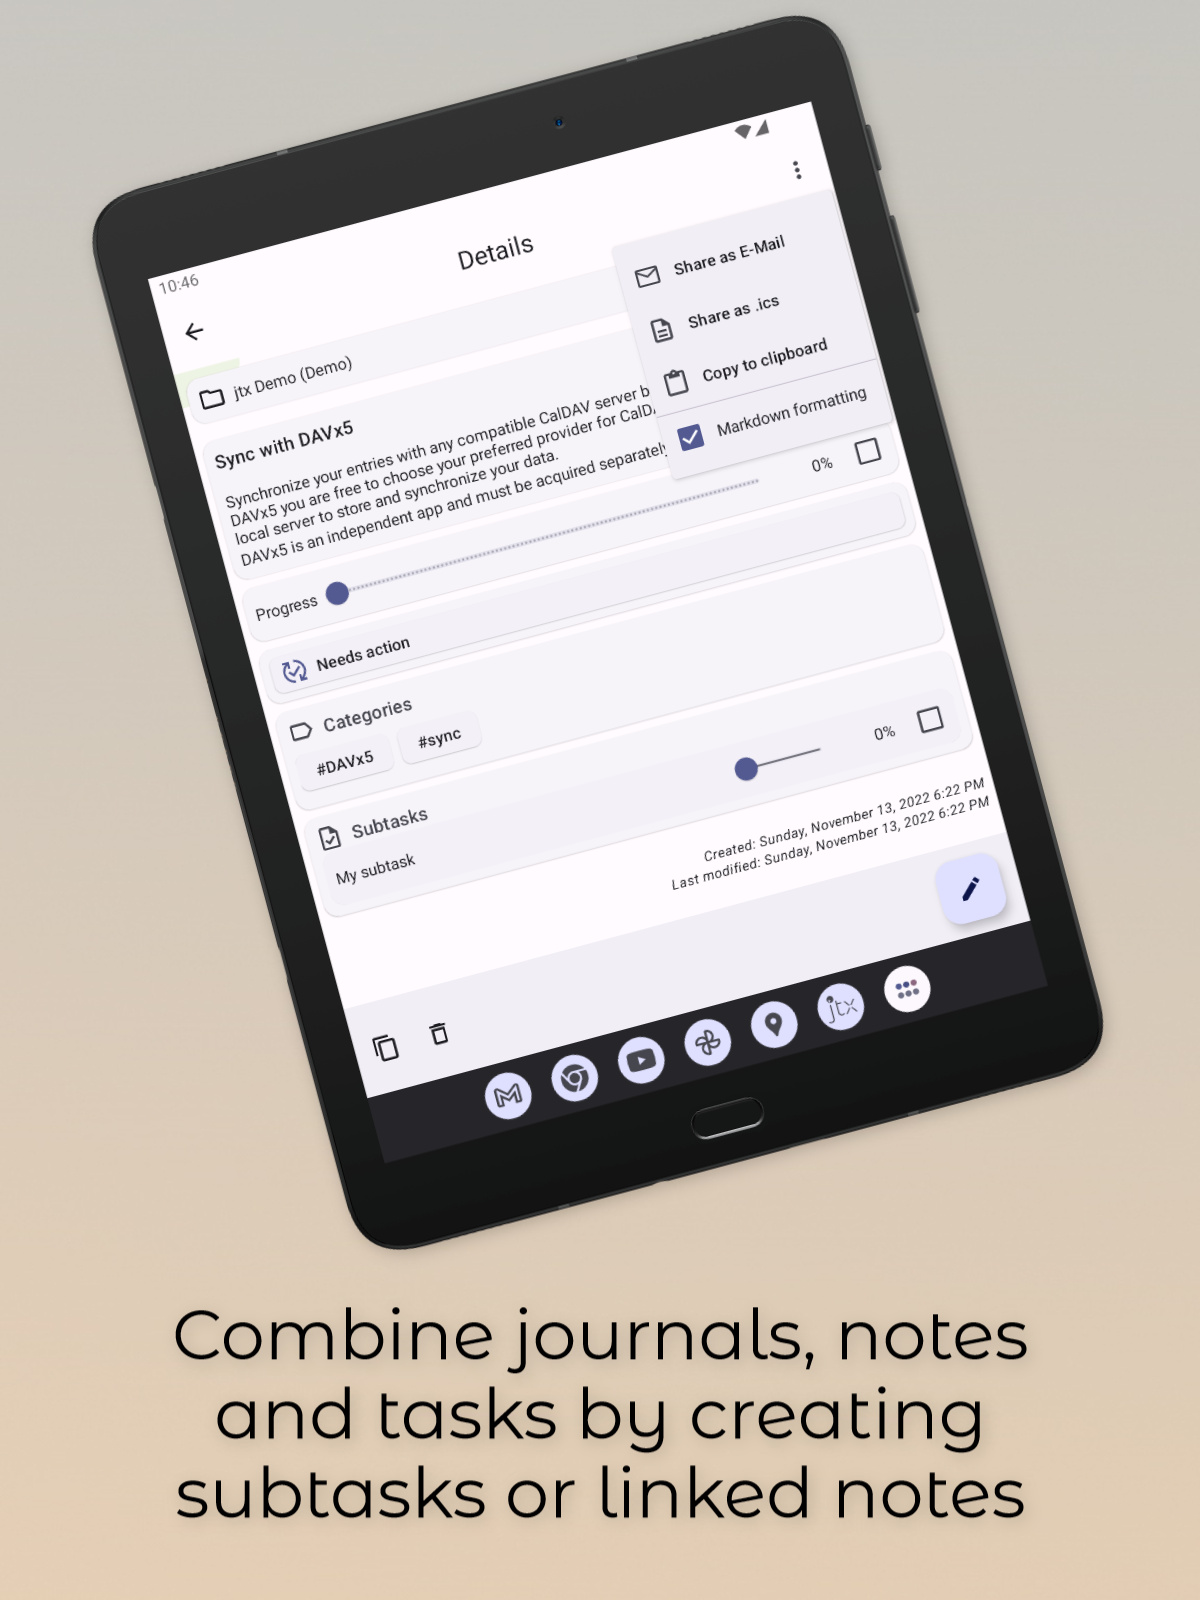 10:46
Details
Share as E-Mail
Share as .ics
Copy to clipboard
Markdown formatting
jtx Demo (Demo)
Sync with DAVx5
Synchronize your entries with any compatible CalDAV server b
DAVx5 you are free to choose your preferred provider for CalD
local server to store and synchronize your data.
DAVx5 is an independent app and must be acquired separately
Progress
0%
Needs action
Categories
#DAVx5 #sync
Subtasks
My subtask
0%
Created: Sunday, November 13, 2022 6:22 PM
Last modified: Sunday, November 13, 2022 6:22 PM
jtx
Combine journals, notes
and tasks by creating
subtasks or linked notes